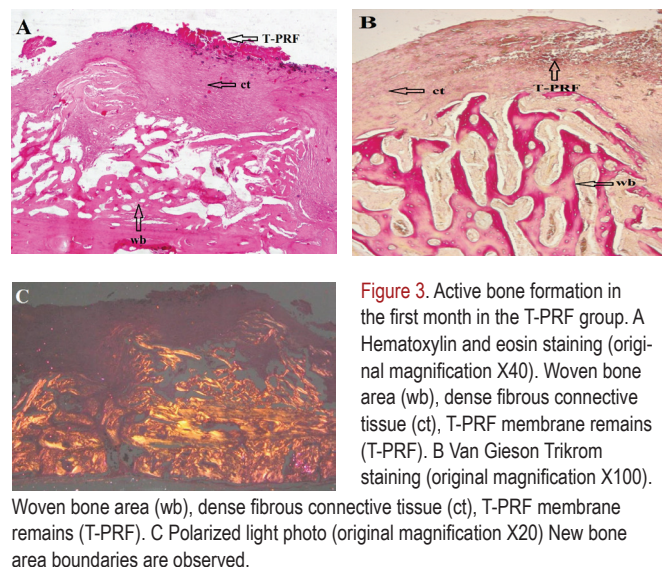 A
T-PRF
ct
wb
B
T-PRF
ct
wb
C
Figure 3. Active bone formation in
the first month in the T-PRF group. A
Hematoxylin and eosin staining (origi-
nal magnification X40). Woven bone
area (wb), dense fibrous connective
tissue (ct), T-PRF membrane remains
(T-PRF). B Van Gieson Trikrom
staining (original magnification X100).
Woven bone area (wb), dense fibrous connective tissue (ct), T-PRF membrane
remains (T-PRF). C Polarized light photo (original magnification X20) New bone
area boundaries are observed.